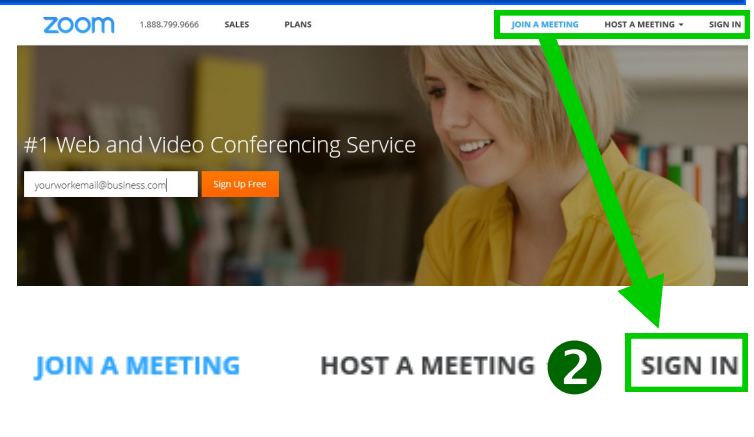 zoom 1.888.799.9666 SALES PLANS JOIN A MEETING HOST A MEETING SIGN IN
#1 Web and Video Conferencing Service
yourworkemail@business.com Sign Up Free
JOIN A MEETING HOST A MEETING 2 SIGN IN